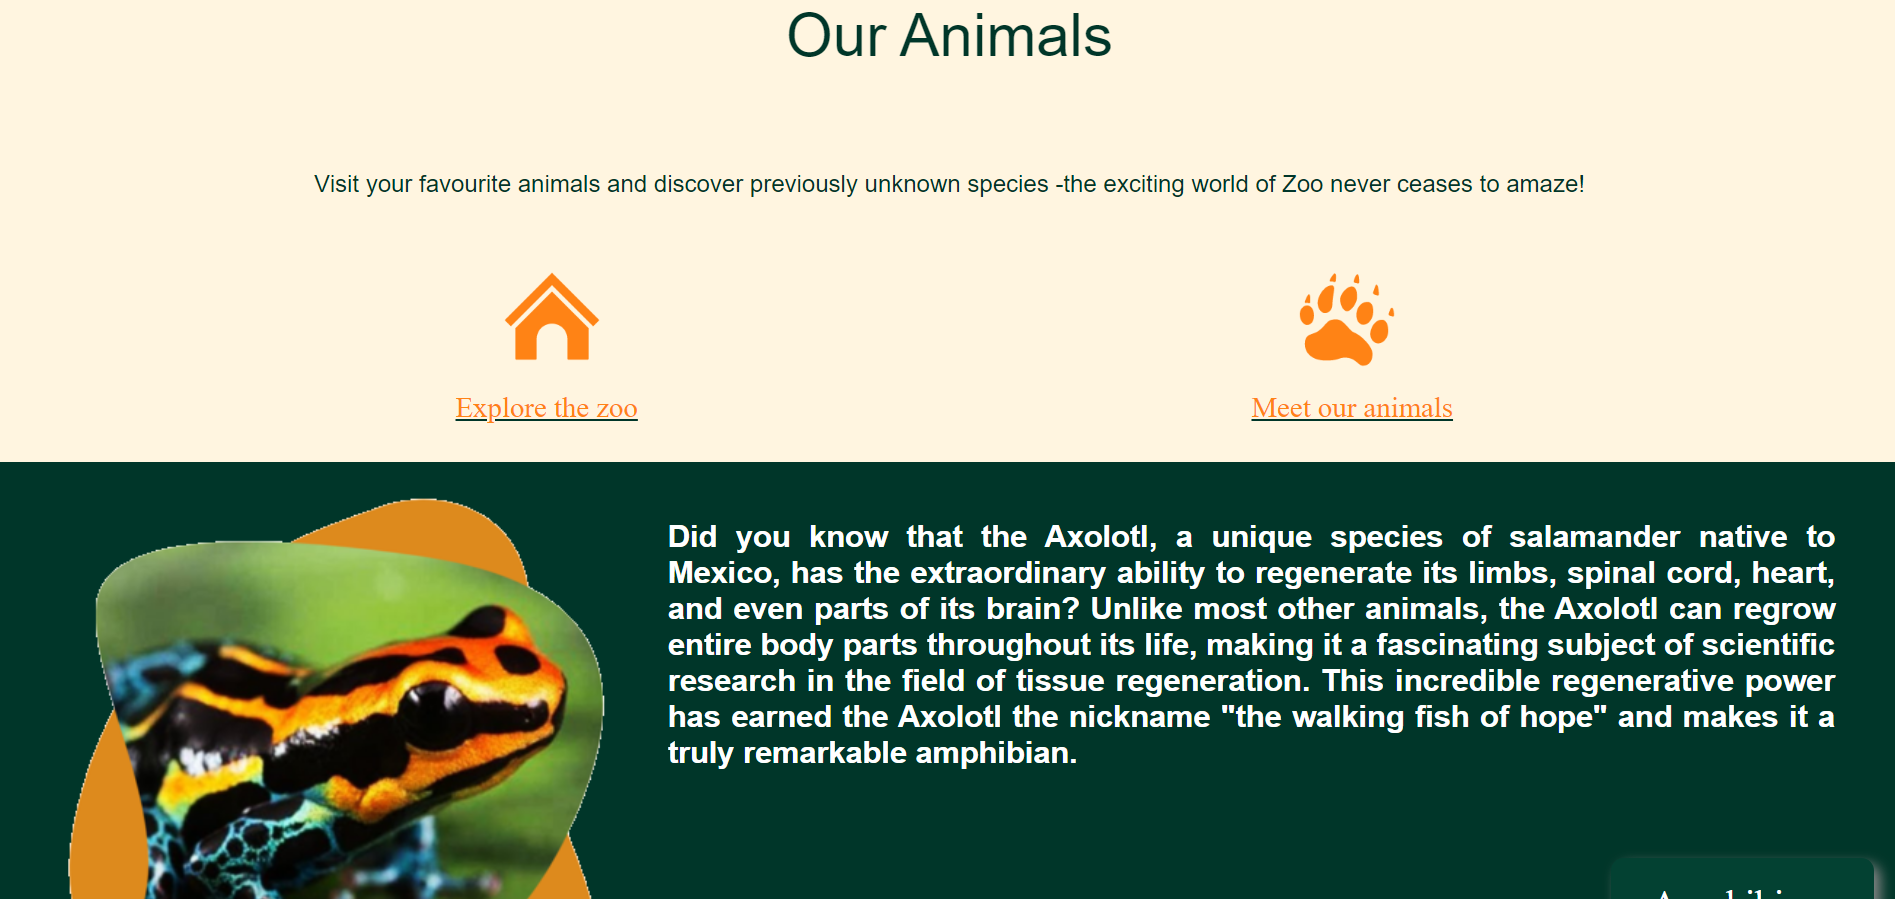 Our Animals
Visit your favourite animals and discover previously unknown species -the exciting world of Zoo never ceases to amaze!
Explore the zoo
Meet our animals
Did you know that the Axolotl, a unique species of salamander native to
Mexico, has the extraordinary ability to regenerate its limbs, spinal cord, heart,
and even parts of its brain? Unlike most other animals, the Axolotl can regrow
entire body parts throughout its life, making it a fascinating subject of scientific
research in the field of tissue regeneration. This incredible regenerative power
has earned the Axolotl the nickname "the walking fish of hope" and makes it a
truly remarkable amphibian.